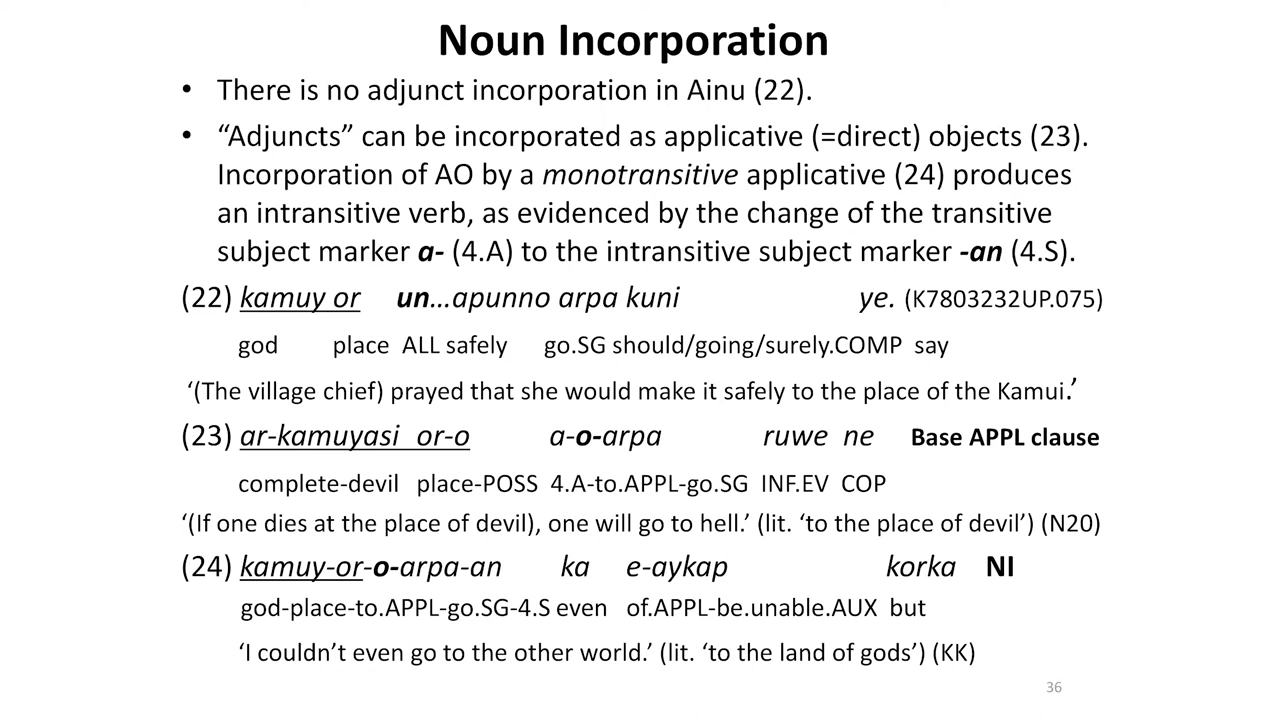 Noun Incorporation
• There is no adjunct incorporation in Ainu (22).
• “Adjuncts” can be incorporated as applicative (=direct) objects (23).
Incorporation of AO by a monotransitive applicative (24) produces
an intransitive verb, as evidenced by the change of the transitive
subject marker a- (4.A) to the intransitive subject marker -an (4.S).
(22) kamuy or un…apunno arpa kuni ye. (K7803232UP.075)
god place ALL safely go.SG should/going/surely.COMP say
‘(The village chief) prayed that she would make it safely to the place of the Kamui.’
(23) ar-kamuyasi or-o a-o-arpa ruwe ne Base APPL clause
complete-devil place-POSS 4.A-to.APPL-go.SG INF.EV COP
‘(If one dies at the place of devil), one will go to hell.’ (lit. ‘to the place of devil’) (N20)
(24) kamuy-or-o-arpa-an ka e-aykap korka NI
god-place-to.APPL-go.SG-4.S even of.APPL-be.unable.AUX but
‘I couldn’t even go to the other world.’ (lit. ‘to the land of gods’) (KK)
36